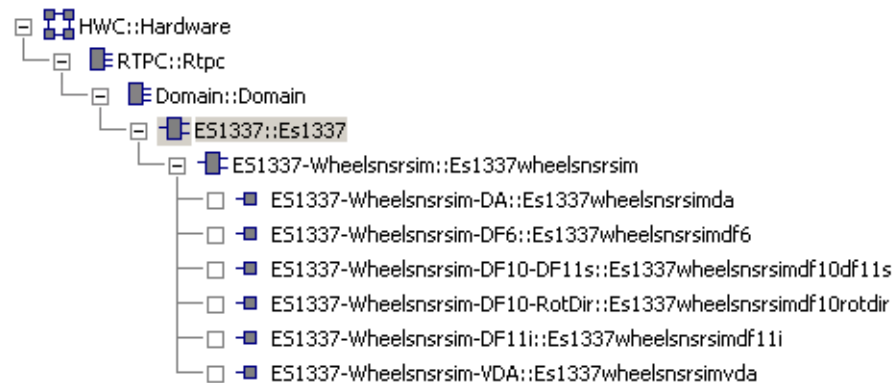 HWC::Hardware
RTPC::Rtpc
Domain::Domain
ES1337::Es1337
ES1337-Wheelsnsrsim::Es1337wheelsnsrsim
ES1337-Wheelsnsrsim-DA::Es1337wheelsnsrsimda
ES1337-Wheelsnsrsim-DF6::Es1337wheelsnsrsimdf6
ES1337-Wheelsnsrsim-DF10-DF11s::Es1337wheelsnsrsimdf10df11s
ES1337-Wheelsnsrsim-DF10-RotDir::Es1337wheelsnsrsimdf10rotdir
ES1337-Wheelsnsrsim-DF11i::Es1337wheelsnsrsimdf11i
ES1337-Wheelsnsrsim-VDA::Es1337wheelsnsrsimvda